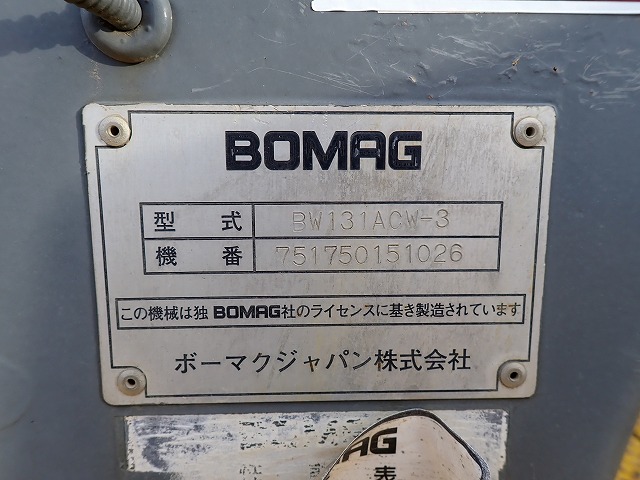 BOMAG
型式 BW131ACW-3
機番 751750151026
この機械は独BOMAG社のライセンスに基き製造されています
ボーマクジャパン株式会社
MAG
表